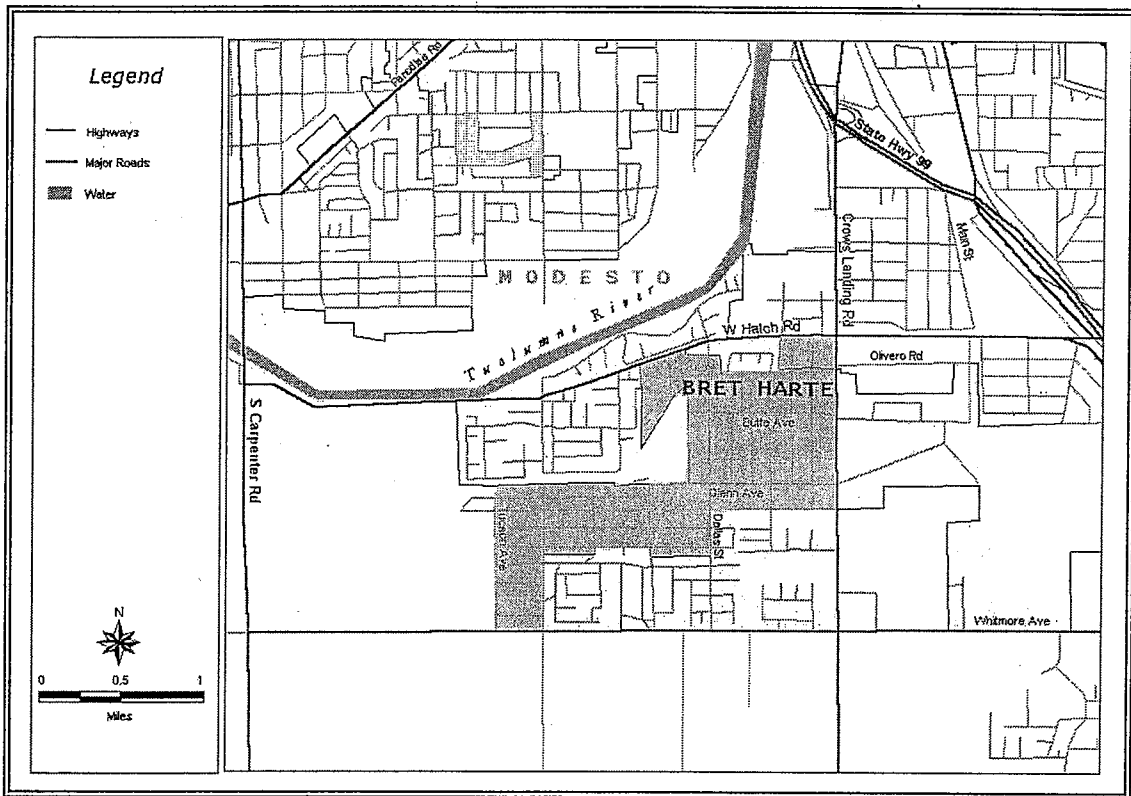 Legend
Highways
Major Roads
Water
N
0 0.5 1
Miles
Paradise Rd
State Hwy 99
Main St
Crows Landing Rd
MODESTO
Tuolumne River
W Hatch Rd
Olivero Rd
BRET HARTE
Butte Ave
S Carpenter Rd
Glenn Ave
Dallas St
Whitmore Ave